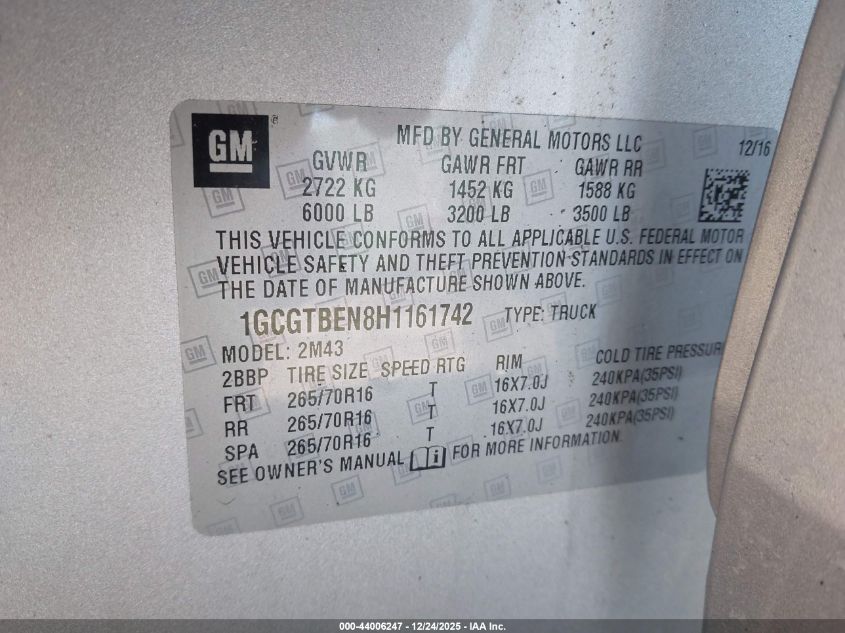 GM
MFD BY GENERAL MOTORS LLC
12/16
GVWR GAWR FRT GAWR RR
2722 KG 1452 KG 1588 KG
6000 LB 3200 LB 3500 LB
THIS VEHICLE CONFORMS TO ALL APPLICABLE U.S. FEDERAL MOTOR
VEHICLE SAFETY AND THEFT PREVENTION STANDARDS IN EFFECT ON
THE DATE OF MANUFACTURE SHOWN ABOVE.
1GCGTBEN8H1161742 TYPE: TRUCK
MODEL: 2M43
2BBP TIRE SIZE SPEED RTG RIM COLD TIRE PRESSUR
FRT 265/70R16 T 16X7.0J 240KPA(35PSI)
RR 265/70R16 T 16X7.0J 240KPA(35PSI)
SPA 265/70R16 T 16X7.0J 240KPA(35PSI)
SEE OWNER'S MANUAL i FOR MORE INFORMATION
000-44006247 - 12/24/2025 - IAA Inc.